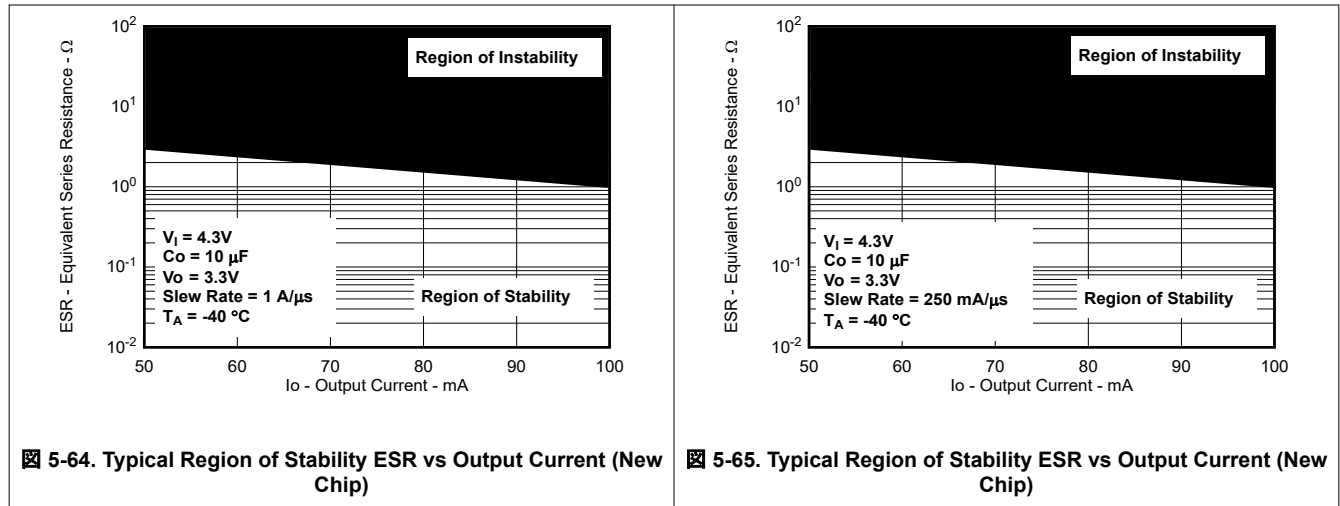 10²
10¹
10⁰
10⁻¹
10⁻²
ESR - Equivalent Series Resistance - Ω
Region of Instability
V_I = 4.3V
Co = 10 μF
Vo = 3.3V
Slew Rate = 1 A/μs
T_A = -40 °C
Region of Stability
50 60 70 80 90 100
Io - Output Current - mA
図 5-64. Typical Region of Stability ESR vs Output Current (New
Chip)
10²
10¹
10⁰
10⁻¹
10⁻²
ESR - Equivalent Series Resistance - Ω
Region of Instability
V_I = 4.3V
Co = 10 μF
Vo = 3.3V
Slew Rate = 250 mA/μs
T_A = -40 °C
Region of Stability
50 60 70 80 90 100
Io - Output Current - mA
図 5-65. Typical Region of Stability ESR vs Output Current (New
Chip)